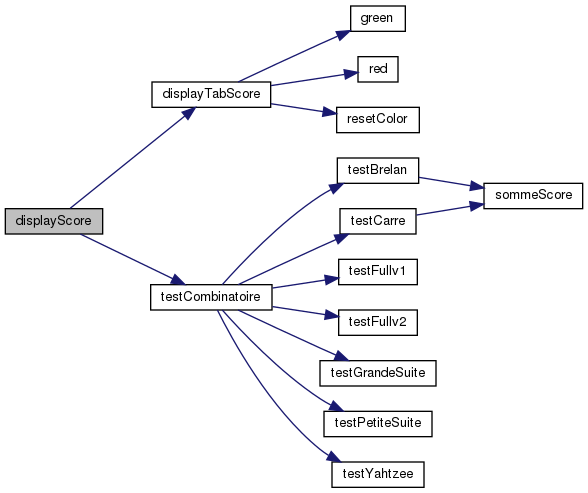 green
red
displayTabScore
resetColor
testBrelan
sommeScore
displayScore
testCarre
testFullv1
testCombinatoire
testFullv2
testGrandeSuite
testPetiteSuite
testYahtzee